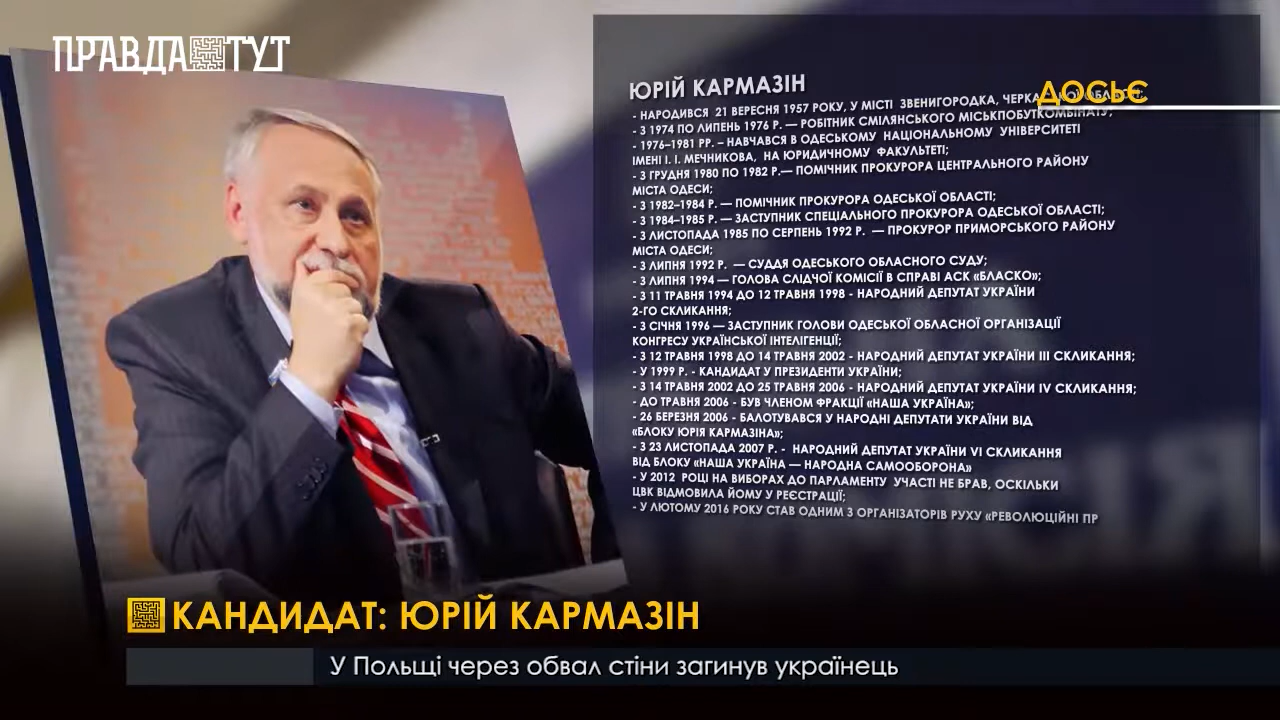 ПРАВДА ТУТ
ДОСЬЄ
ЮРІЙ КАРМАЗІН
- НАРОДИВСЯ 21 ВЕРЕСНЯ 1957 РОКУ, У МІСТІ ЗВЕНИГОРОДКА,
- З 1974 ПО ЛИПЕНЬ 1976 Р. — РОБІТНИК СМІЛЯНСЬКОГО МІСЬКПОБУТКОМБІНАТУ;
- 1976–1981 РР. – НАВЧАВСЯ В ОДЕСЬКОМУ НАЦІОНАЛЬНОМУ УНІВЕРСИТЕТІ
ІМЕНІ І. І. МЕЧНИКОВА, НА ЮРИДИЧНОМУ ФАКУЛЬТЕТІ;
- З ГРУДНЯ 1980 ПО 1982 Р.— ПОМІЧНИК ПРОКУРОРА ЦЕНТРАЛЬНОГО РАЙОНУ
МІСТА ОДЕСИ;
- З 1982–1984 Р. — ПОМІЧНИК ПРОКУРОРА ОДЕСЬКОЇ ОБЛАСТІ;
- З 1984–1985 Р. — ЗАСТУПНИК СПЕЦІАЛЬНОГО ПРОКУРОРА ОДЕСЬКОЇ ОБЛАСТІ;
- З ЛИСТОПАДА 1985 ПО СЕРПЕНЬ 1992 Р. — ПРОКУРОР ПРИМОРСЬКОГО РАЙОНУ
МІСТА ОДЕСИ;
- З ЛИПНЯ 1992 Р. — СУДДЯ ОДЕСЬКОГО ОБЛАСНОГО СУДУ;
- З ЛИПНЯ 1994 — ГОЛОВА СЛІДЧОЇ КОМІСІЇ В СПРАВІ АСК «БЛАСКО»;
- З 11 ТРАВНЯ 1994 ДО 12 ТРАВНЯ 1998 - НАРОДНИЙ ДЕПУТАТ УКРАЇНИ
2-ГО СКЛИКАННЯ;
- З СІЧНЯ 1996 — ЗАСТУПНИК ГОЛОВИ ОДЕСЬКОЇ ОБЛАСНОЇ ОРГАНІЗАЦІЇ
КОНГРЕСУ УКРАЇНСЬКОЇ ІНТЕЛІГЕНЦІЇ;
- З 12 ТРАВНЯ 1998 ДО 14 ТРАВНЯ 2002 - НАРОДНИЙ ДЕПУТАТ УКРАЇНИ III СКЛИКАННЯ;
- У 1999 Р. - КАНДИДАТ У ПРЕЗИДЕНТИ УКРАЇНИ;
- З 14 ТРАВНЯ 2002 ДО 25 ТРАВНЯ 2006 - НАРОДНИЙ ДЕПУТАТ УКРАЇНИ IV СКЛИКАННЯ;
- ДО ТРАВНЯ 2006 - БУВ ЧЛЕНОМ ФРАКЦІЇ «НАША УКРАЇНА»;
- 26 БЕРЕЗНЯ 2006 - БАЛОТУВАВСЯ У НАРОДНІ ДЕПУТАТИ УКРАЇНИ ВІД
«БЛОКУ ЮРІЯ КАРМАЗІНА»;
- З 23 ЛИСТОПАДА 2007 Р. - НАРОДНИЙ ДЕПУТАТ УКРАЇНИ VI СКЛИКАННЯ
ВІД БЛОКУ «НАША УКРАЇНА — НАРОДНА САМООБОРОНА»
- У 2012 РОЦІ НА ВИБОРАХ ДО ПАРЛАМЕНТУ УЧАСТІ НЕ БРАВ, ОСКІЛЬКИ
ЦВК ВІДМОВИЛА ЙОМУ У РЕЄСТРАЦІЇ;
- У ЛЮТОМУ 2016 РОКУ СТАВ ОДНИМ З ОРГАНІЗАТОРІВ РУХУ «РЕВОЛЮЦІЙНІ ПР
КАНДИДАТ: ЮРІЙ КАРМАЗІН
У Польщі через обвал стіни загинув українець